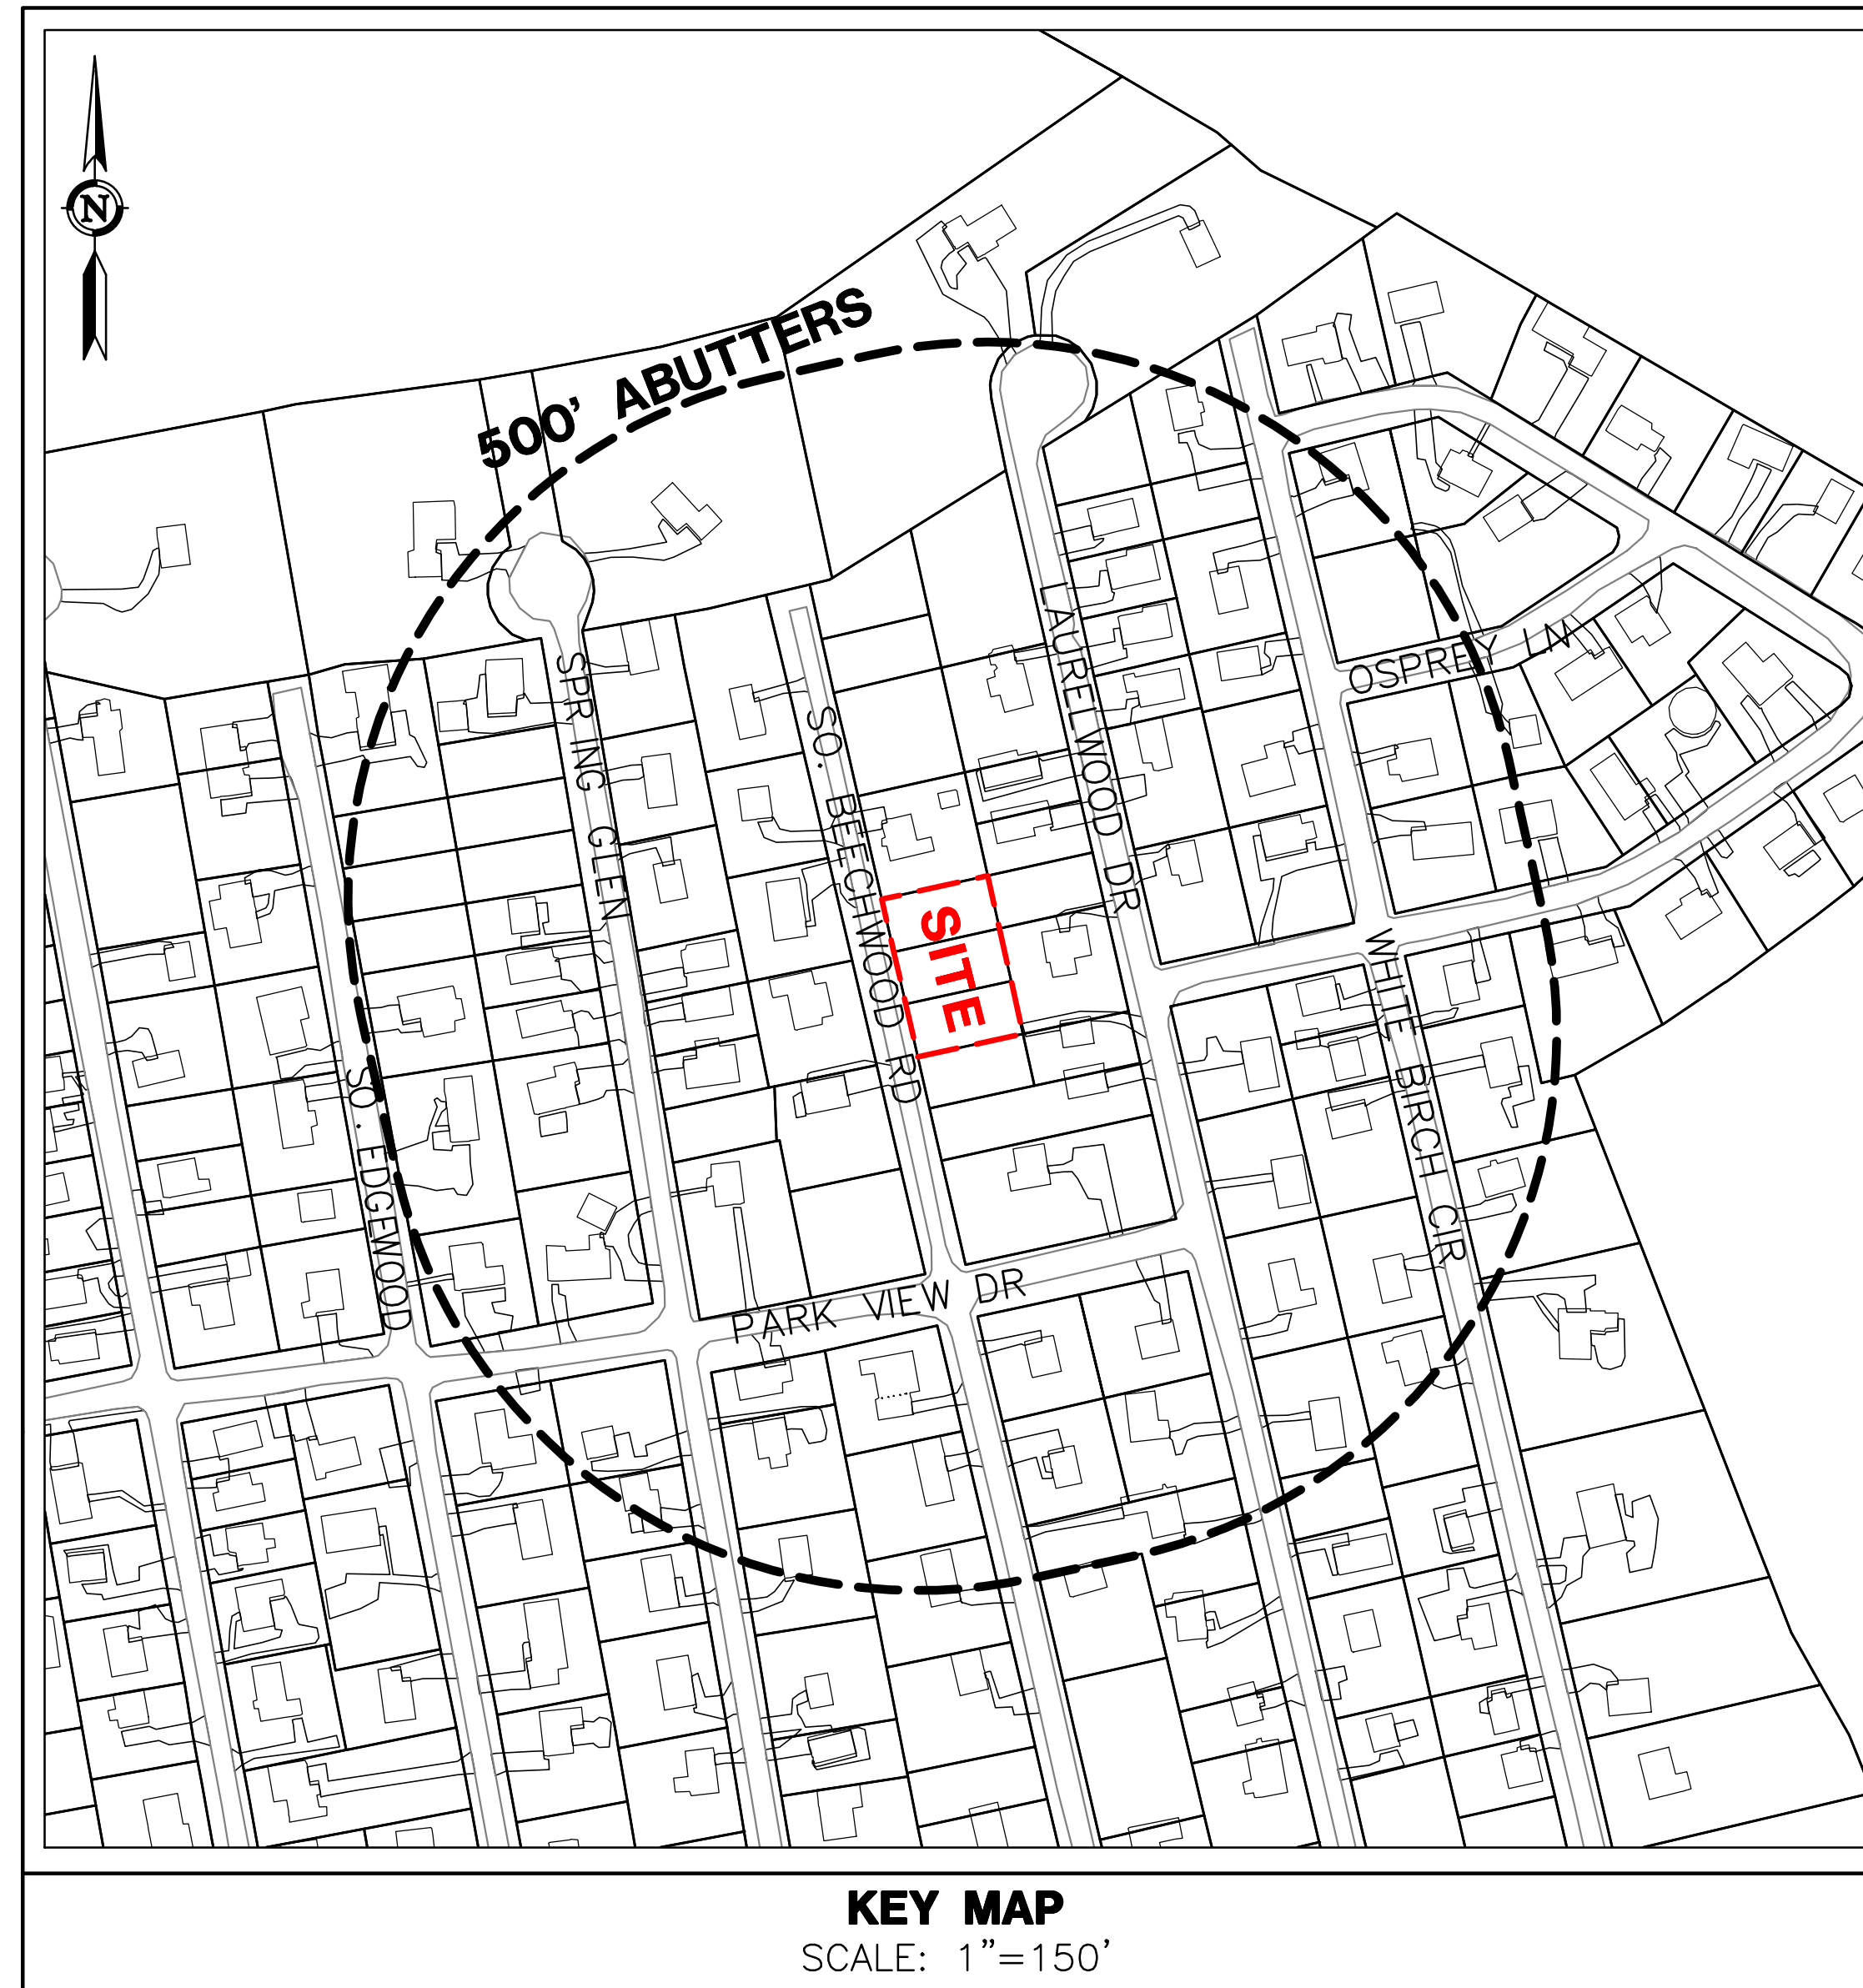 N
500' ABUTTERS
SPRING GLEN
SO. BEECHWOOD RD
LAURELWOOD DR
OSPREY LN
SITE
WHITE BIRCH CIR
SO. EDGEWOOD
PARK VIEW DR
KEY MAP
SCALE: 1"=150'